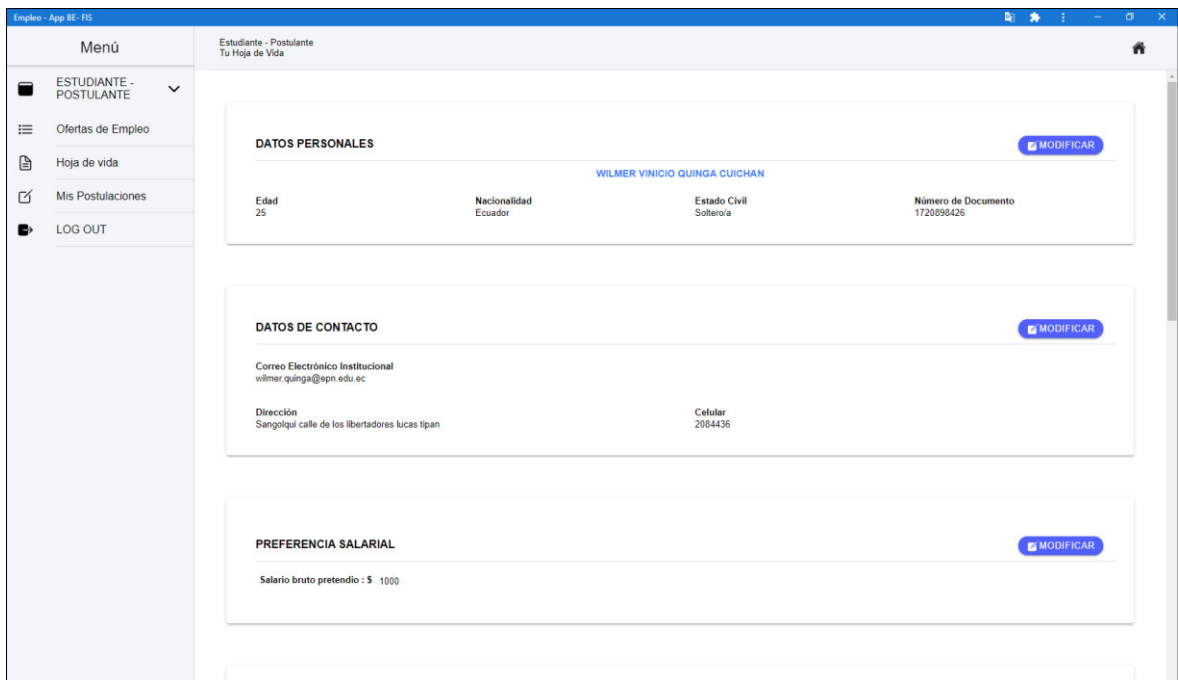 Empleo - App BE- FIS
Menú
Estudiante - Postulante
Tu Hoja de Vida
ESTUDIANTE -
POSTULANTE
Ofertas de Empleo
Hoja de vida
Mis Postulaciones
LOG OUT
DATOS PERSONALES
MODIFICAR
WILMER VINICIO QUINGA CUICHAN
Edad Nacionalidad Estado Civil Número de Documento
25 Ecuador Soltero/a 1720898426
DATOS DE CONTACTO
MODIFICAR
Correo Electrónico Institucional
wilmer.quinga@epn.edu.ec
Dirección Celular
Sangolquí calle de los libertadores lucas tipan 2084436
PREFERENCIA SALARIAL
MODIFICAR
Salario bruto pretendio : $ 1000